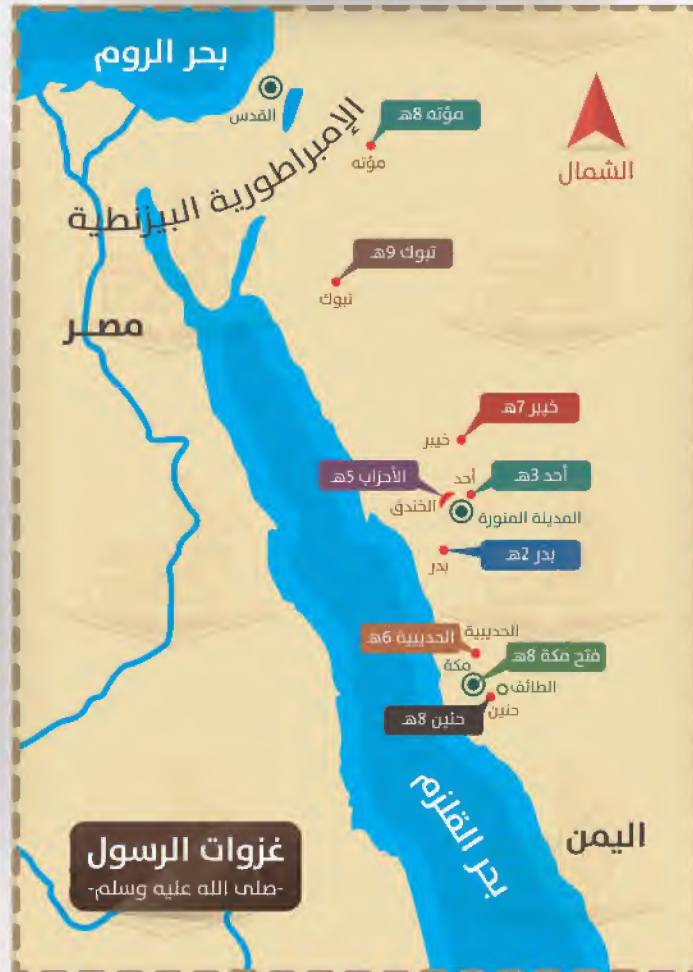 بحر الروم
القدس
الإمبراطورية البيزنطية
مؤته 8هـ
مؤته
الشمال
تبوك 9هـ
تبوك
مصر
خيبر 7هـ
خيبر
أحد 3هـ
أحد
الأحزاب 5هـ
الخندق
المدينة المنورة
بدر 2هـ
بدر
الحديبية
الحديبية 6هـ
فتح مكة 8هـ
مكة
الطائف
حنين
حنين 8هـ
بحر القلزم
اليمن
غزوات الرسول
-صلى الله عليه وسلم-